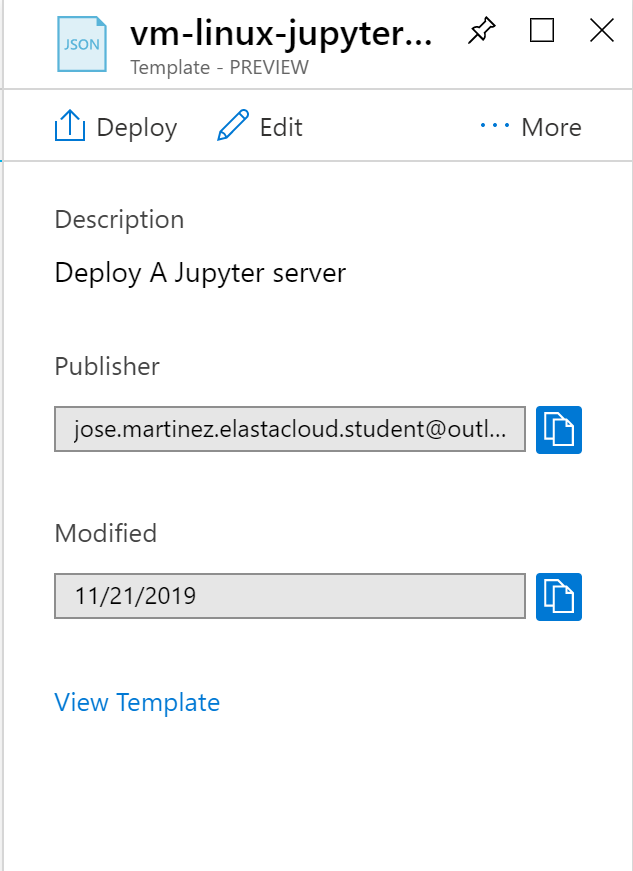 JSON
vm-linux-jupyter...
Template - PREVIEW
Deploy
Edit
··· More
Description
Deploy A Jupyter server
Publisher
jose.martinez.elastacloud.student@outl...
Modified
11/21/2019
View Template